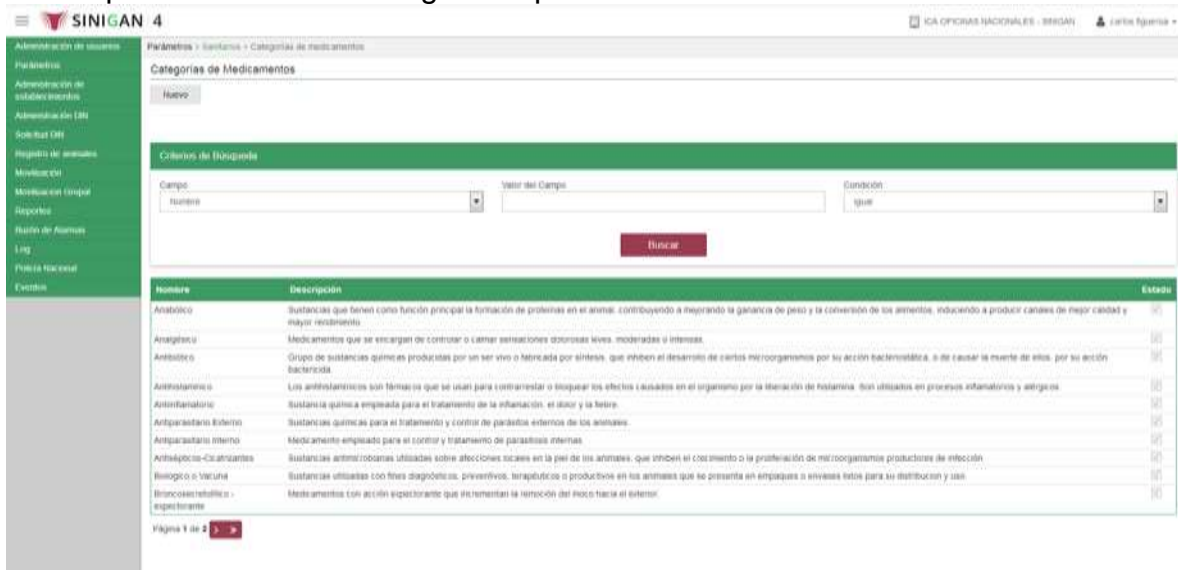 SINIGAN 4
ICA OFICINAS NACIONALES - SINIGAN
carlos figueroa
Administración de usuarios
Parámetros
Administración de
establecimientos
Administración DIN
Solicitud DIN
Registro de animales
Movilización
Movilización Grupal
Reportes
Buzón de Alarmas
Log
Policía Nacional
Eventos
Parámetros > Sanitarios > Categorías de medicamentos
Categorías de Medicamentos
Nuevo
Criterios de Búsqueda
Campo
Valor del Campo
Condición
Nombre
Igual
Buscar
Nombre Descripción Estado
Anabólico Sustancias que tienen como función principal la formación de proteínas en el animal, contribuyendo a mejorando la ganancia de peso y la conversión de los alimentos, induciendo a producir canales de mejor calidad y
mayor rendimiento.
Analgésico Medicamentos que se encargan de controlar o calmar sensaciones dolorosas leves, moderadas o intensas.
Antibiótico Grupo de sustancias químicas producidas por un ser vivo o fabricada por síntesis, que inhiben el desarrollo de ciertos microorganismos por su acción bacteriostática, o de causar la muerte de ellos, por su acción
bactericida.
Antihistamínico Los antihistamínicos son fármacos que se usan para contrarrestar o bloquear los efectos causados en el organismo por la liberación de histamina. Son utilizados en procesos inflamatorios y alérgicos.
Antiinflamatorio Sustancia química empleada para el tratamiento de la inflamación, el dolor y la fiebre.
Antiparasitario Externo Sustancias químicas para el tratamiento y control de parásitos externos de los animales.
Antiparasitario Interno Medicamento empleado para el control y tratamiento de parasitosis internas.
Antisépticos-Cicatrizantes Sustancias antimicrobianas utilizadas sobre afecciones locales en la piel de los animales, que inhiben el crecimiento o la proliferación de microorganismos productores de infección.
Biológico o Vacuna Sustancias utilizadas con fines diagnósticos, preventivos, terapéuticos o productivos en los animales que se presenta en empaques o envases listos para su distribución y uso.
Broncosecretolítico - Medicamentos con acción expectorante que incrementan la remoción del moco hacia el exterior.
expectorante
Página 1 de 2 > »